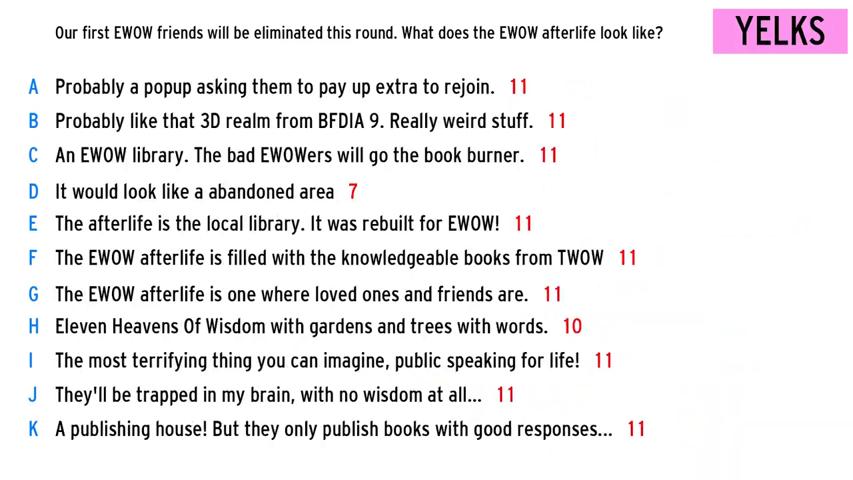 Our first EWOW friends will be eliminated this round. What does the EWOW afterlife look like?
YELKS
A Probably a popup asking them to pay up extra to rejoin. 11
B Probably like that 3D realm from BFDIA 9. Really weird stuff. 11
C An EWOW library. The bad EWOWers will go the book burner. 11
D It would look like a abandoned area 7
E The afterlife is the local library. It was rebuilt for EWOW! 11
F The EWOW afterlife is filled with the knowledgeable books from TWOW 11
G The EWOW afterlife is one where loved ones and friends are. 11
H Eleven Heavens Of Wisdom with gardens and trees with words. 10
I The most terrifying thing you can imagine, public speaking for life! 11
J They'll be trapped in my brain, with no wisdom at all... 11
K A publishing house! But they only publish books with good responses... 11